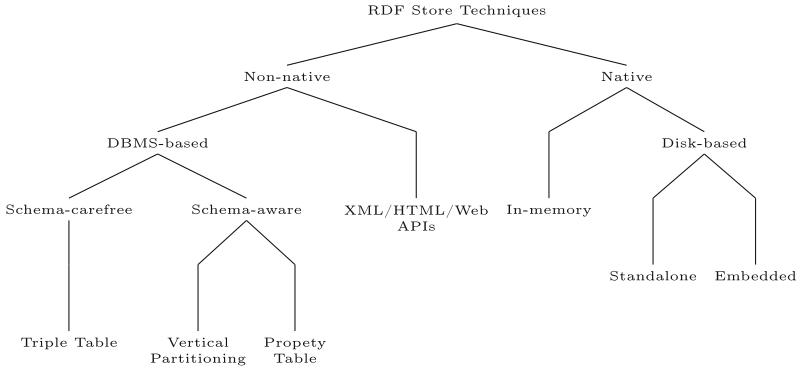 RDF Store Techniques
Non-native
Native
DBMS-based
Disk-based
Schema-carefree
Schema-aware
XML/HTML/Web
APIs
In-memory
Standalone
Embedded
Triple Table
Vertical
Partitioning
Propety
Table